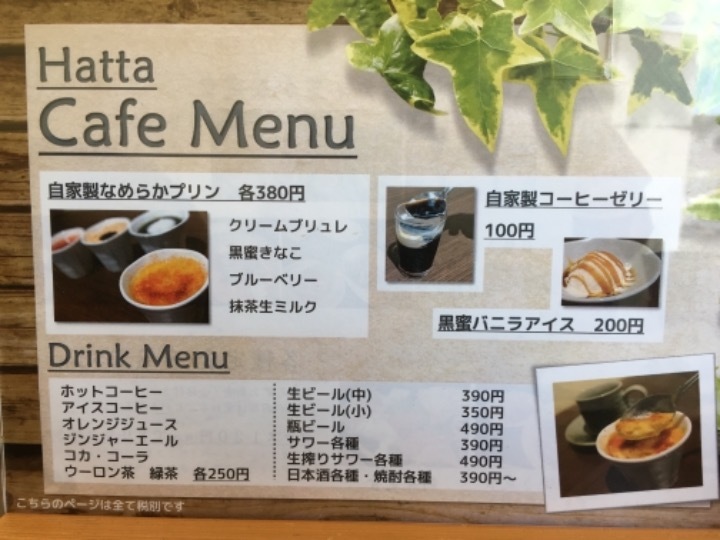 Hatta
Cafe Menu
自家製なめらかプリン　各380円
クリームブリュレ
黒蜜きなこ
ブルーベリー
抹茶生ミルク
自家製コーヒーゼリー
100円
黒蜜バニラアイス　200円
Drink Menu
ホットコーヒー
アイスコーヒー
オレンジジュース
ジンジャーエール
コカ・コーラ
ウーロン茶　緑茶　各250円
生ビール(中)　390円
生ビール(小)　350円
瓶ビール　490円
サワー各種　390円
生搾りサワー各種　490円
日本酒各種・焼酎各種　390円～
こちらのページは全て税別です